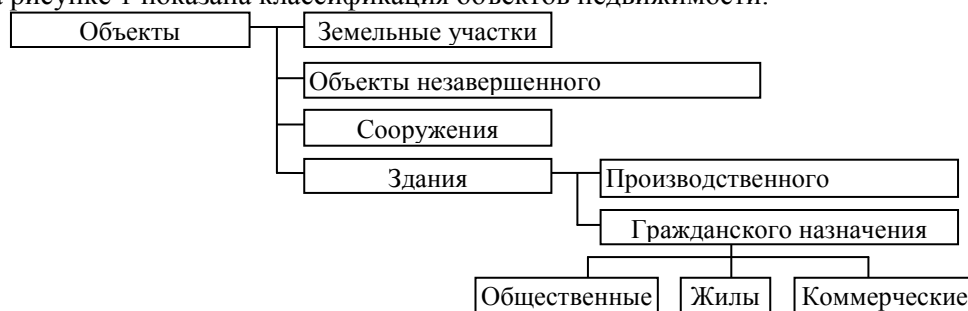 рисунке 1 показана классификация объектов недвижимости:
Объекты
Земельные участки
Объекты незавершенного
Сооружения
Здания
Производственного
Гражданского назначения
Общественные
Жилы
Коммерческие